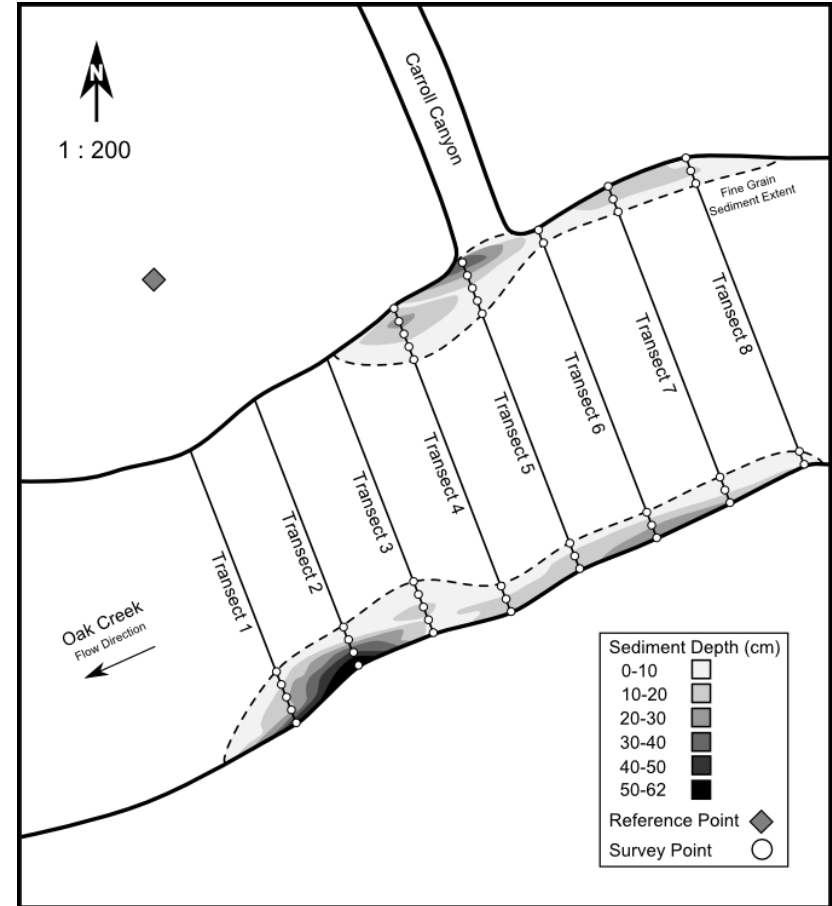 N
1 : 200
Carroll Canyon
Fine Grain
Sediment Extent
Transect 1
Transect 2
Transect 3
Transect 4
Transect 5
Transect 6
Transect 7
Transect 8
Oak Creek
Flow Direction
Sediment Depth (cm)
0-10
10-20
20-30
30-40
40-50
50-62
Reference Point
Survey Point